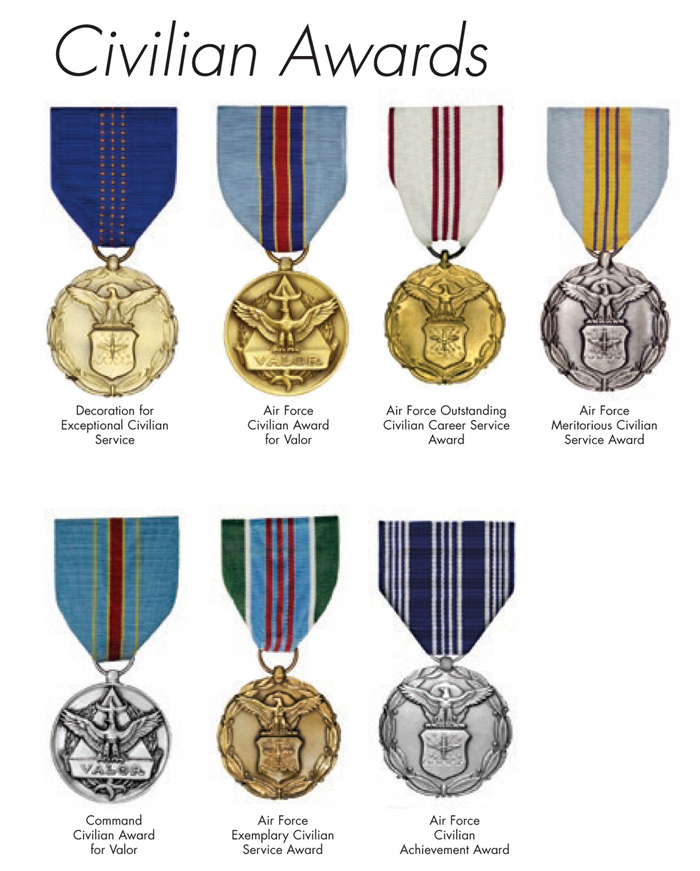 Civilian Awards
VALOR
Decoration for
Exceptional Civilian
Service
Air Force
Civilian Award
for Valor
Air Force Outstanding
Civilian Career Service
Award
Air Force
Meritorious Civilian
Service Award
VALOR
Command
Civilian Award
for Valor
Air Force
Exemplary Civilian
Service Award
Air Force
Civilian
Achievement Award